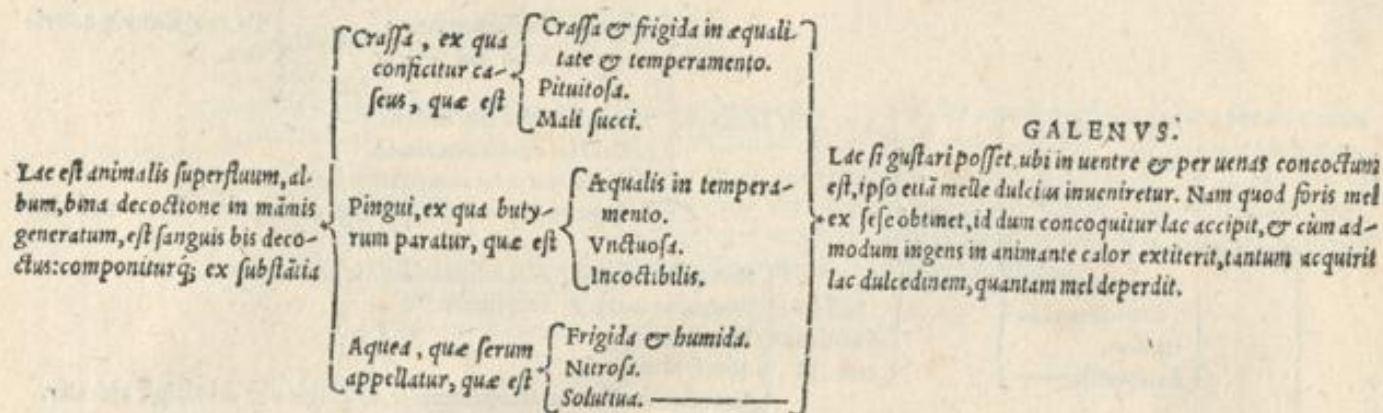 Lac est animalis superfluum, al-
bum, bina decoctione in māmis
generatum, est sanguis bis deco-
ctus: componiturq́; ex substātia
Crassa, ex qua
conficitur ca-
seus, quæ est
Crassa & frigida in æquali-
tate & temperamento.
Pituitosa.
Mali succi.
Pingui, ex qua buty-
rum paratur, quæ est
Æqualis in tempera-
mento.
Vnctuosa.
Incoctibilis.
Aquea, quæ serum
appellatur, quæ est
Frigida & humida.
Nitrosa.
Solutiua.
GALENVS.
Lac si gustari posset, ubi in uentre & per uenas concoctum
est, ipso etiā melle dulcius inueniretur. Nam quod foris mel
ex sese obtinet, id dum concoquitur lac accipit, & cùm ad-
modum ingens in animante calor extiterit, tantum acquirit
lac dulcedinem, quantam mel deperdit.